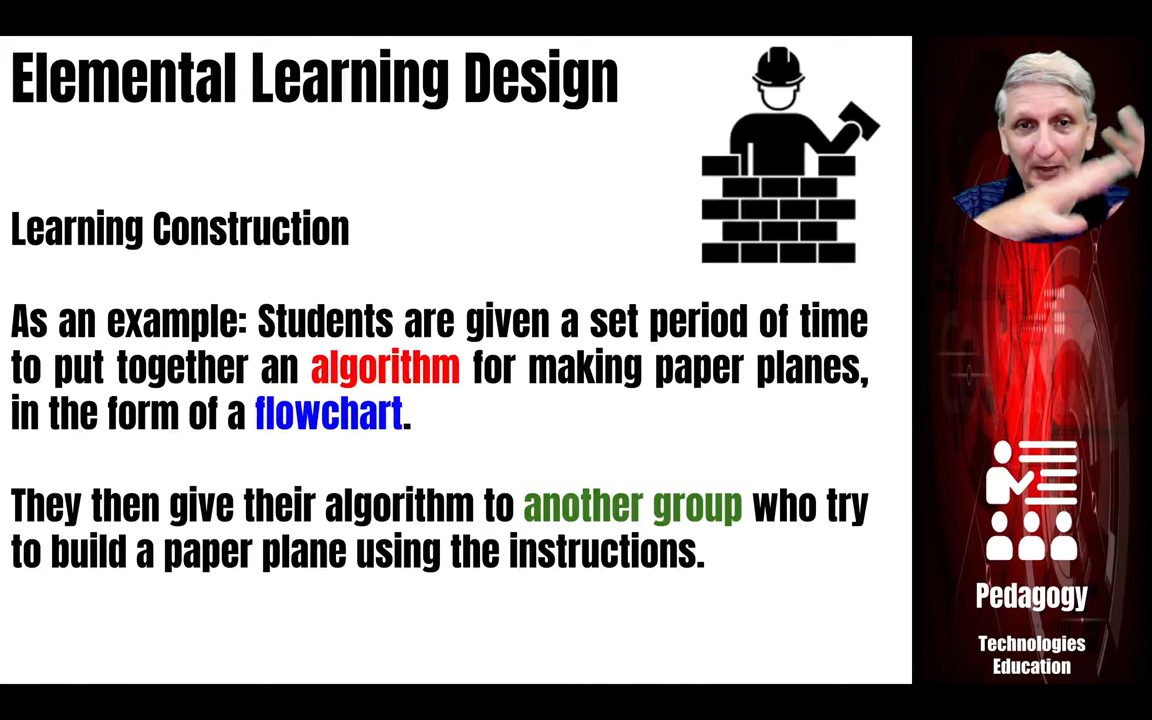 Elemental Learning Design
Learning Construction
As an example: Students are given a set period of time
to put together an algorithm for making paper planes,
in the form of a flowchart.
They then give their algorithm to another group who try
to build a paper plane using the instructions.
Pedagogy
Technologies
Education